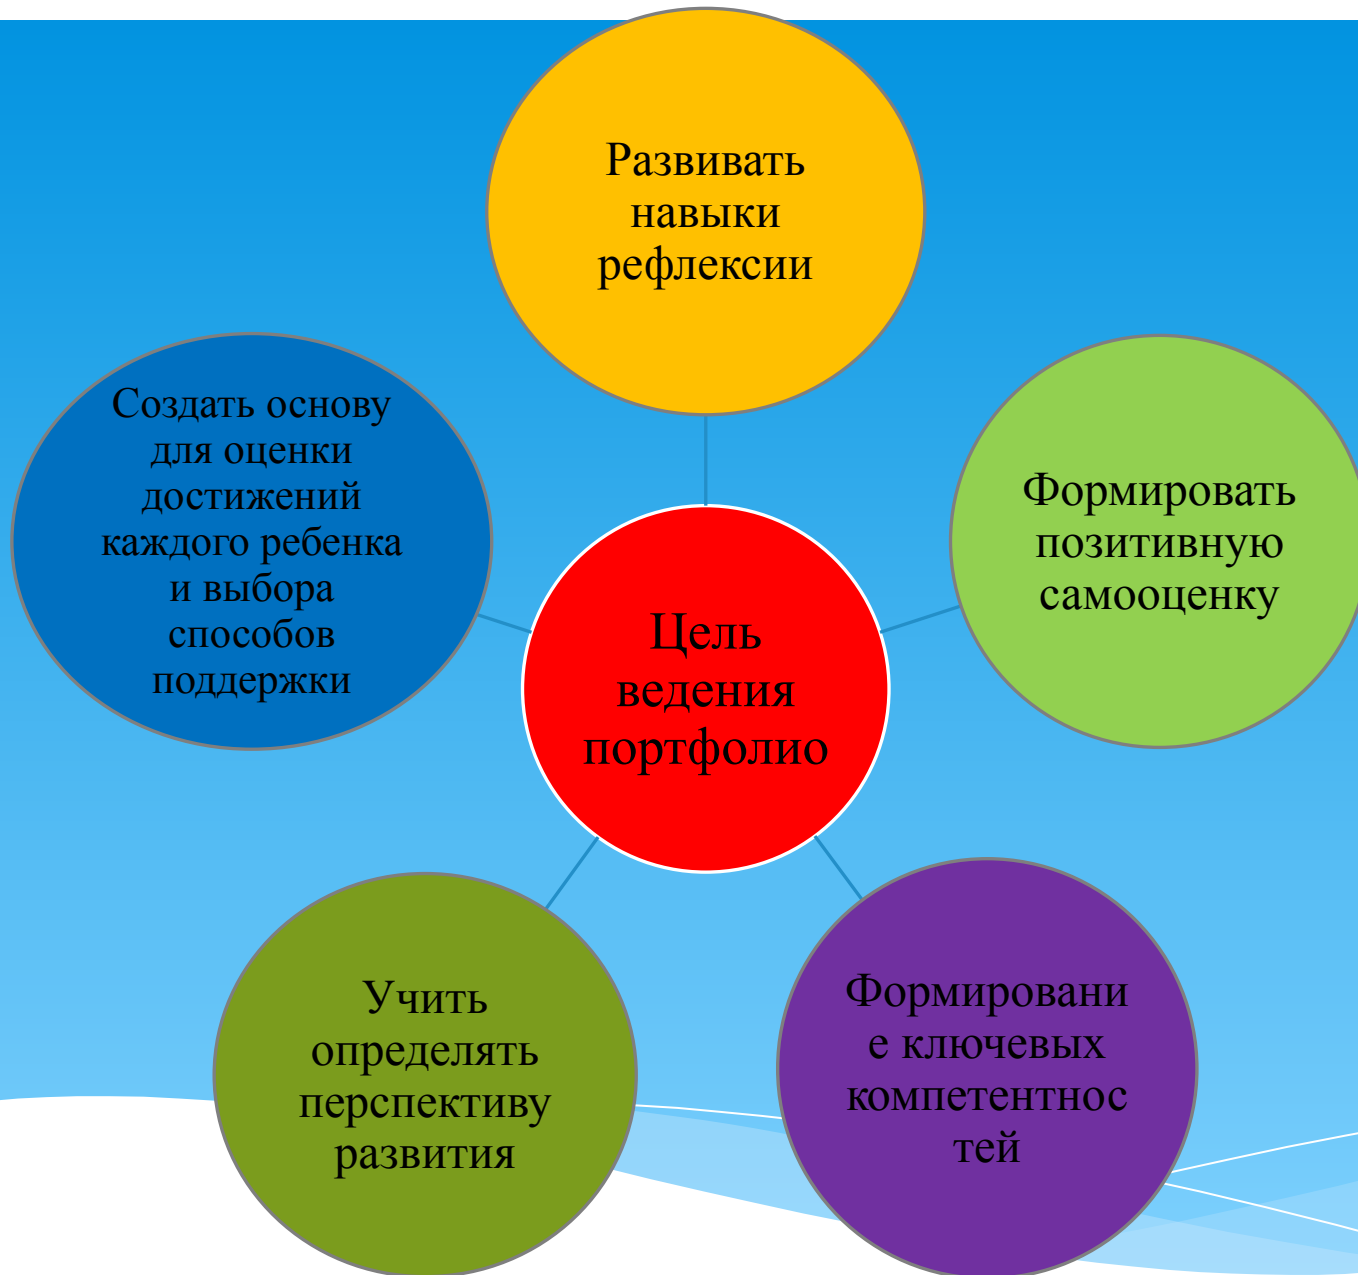 Развивать
навыки
рефлексии
Создать основу
для оценки
достижений
каждого ребенка
и выбора
способов
поддержки
Формировать
позитивную
самооценку
Цель
ведения
портфолио
Учить
определять
перспективу
развития
Формировани
е ключевых
компетентнос
тей